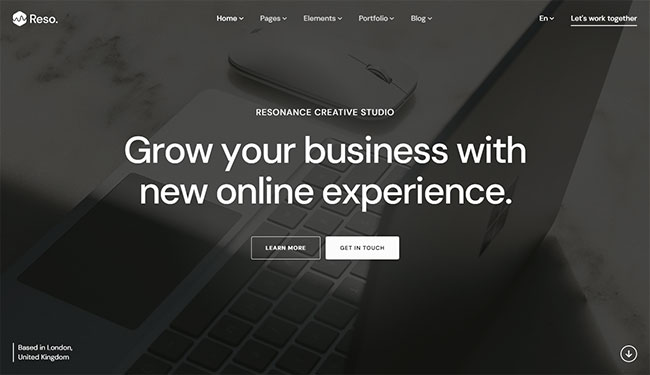 Reso.
Home
Pages
Elements
Portfolio
Blog
En
Let's work together
RESONANCE CREATIVE STUDIO
Grow your business with
new online experience.
LEARN MORE
GET IN TOUCH
Based in London,
United Kingdom